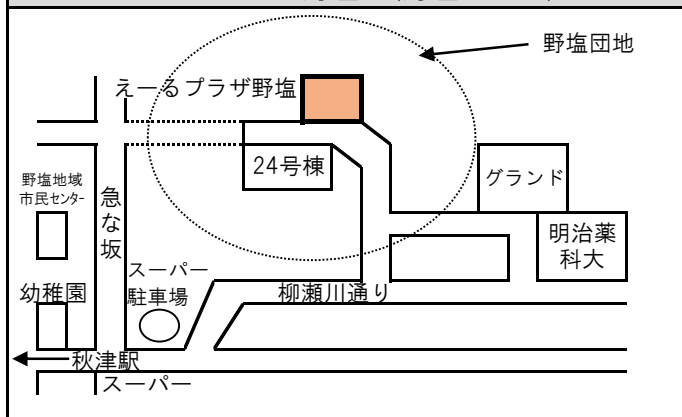 野塩団地
えーるプラザ野塩
24号棟
グランド
野塩地域
市民センター
急な坂
明治薬
科大
スーパー
駐車場
幼稚園
柳瀬川通り
秋津駅
スーパー